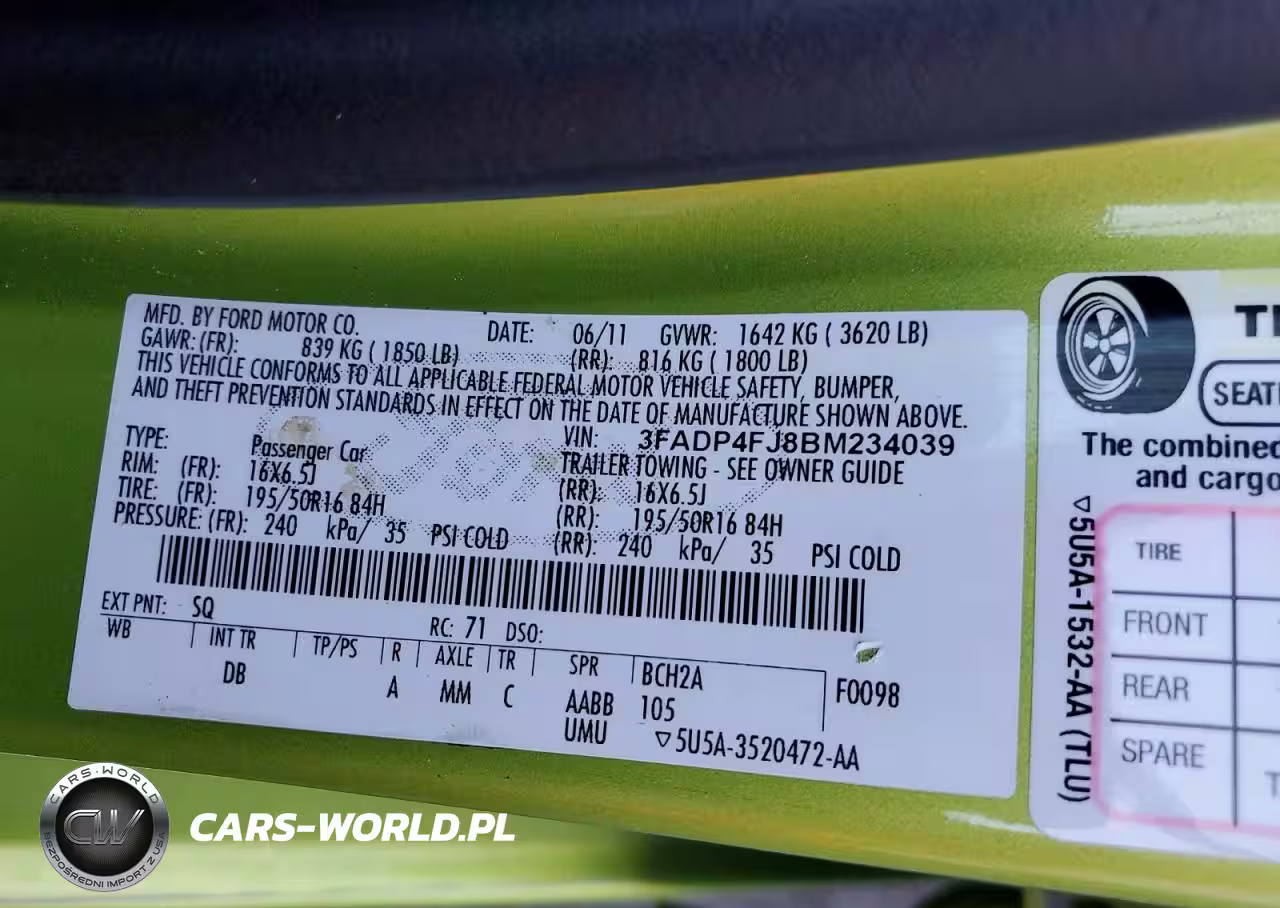 MFD. BY FORD MOTOR CO. DATE: 06/11 GVWR: 1642 KG ( 3620 LB)
GAWR: (FR): 839 KG ( 1850 LB) (RR): 816 KG ( 1800 LB)
THIS VEHICLE CONFORMS TO ALL APPLICABLE FEDERAL MOTOR VEHICLE SAFETY, BUMPER,
AND THEFT PREVENTION STANDARDS IN EFFECT ON THE DATE OF MANUFACTURE SHOWN ABOVE.
VIN: 3FADP4FJ8BM234039
TYPE: Passenger Car TRAILER TOWING - SEE OWNER GUIDE
RIM: (FR): 16X6.5J (RR): 16X6.5J
TIRE: (FR): 195/50R16 84H (RR): 195/50R16 84H
PRESSURE: (FR): 240 kPa/ 35 PSI COLD (RR): 240 kPa/ 35 PSI COLD
EXT PNT: SQ RC: 71 DSO:
WB INT TR TP/PS R AXLE TR SPR BCH2A
DB A MM C AABB 105 F0098
UMU ▽5U5A-3520472-AA
SEATI
The combined
and cargo
▽5U5A-1532-AA (TLU)
TIRE
FRONT
REAR
SPARE
CARS-WORLD
CW
BEZPOŚREDNI IMPORT Z USA
CARS-WORLD.PL